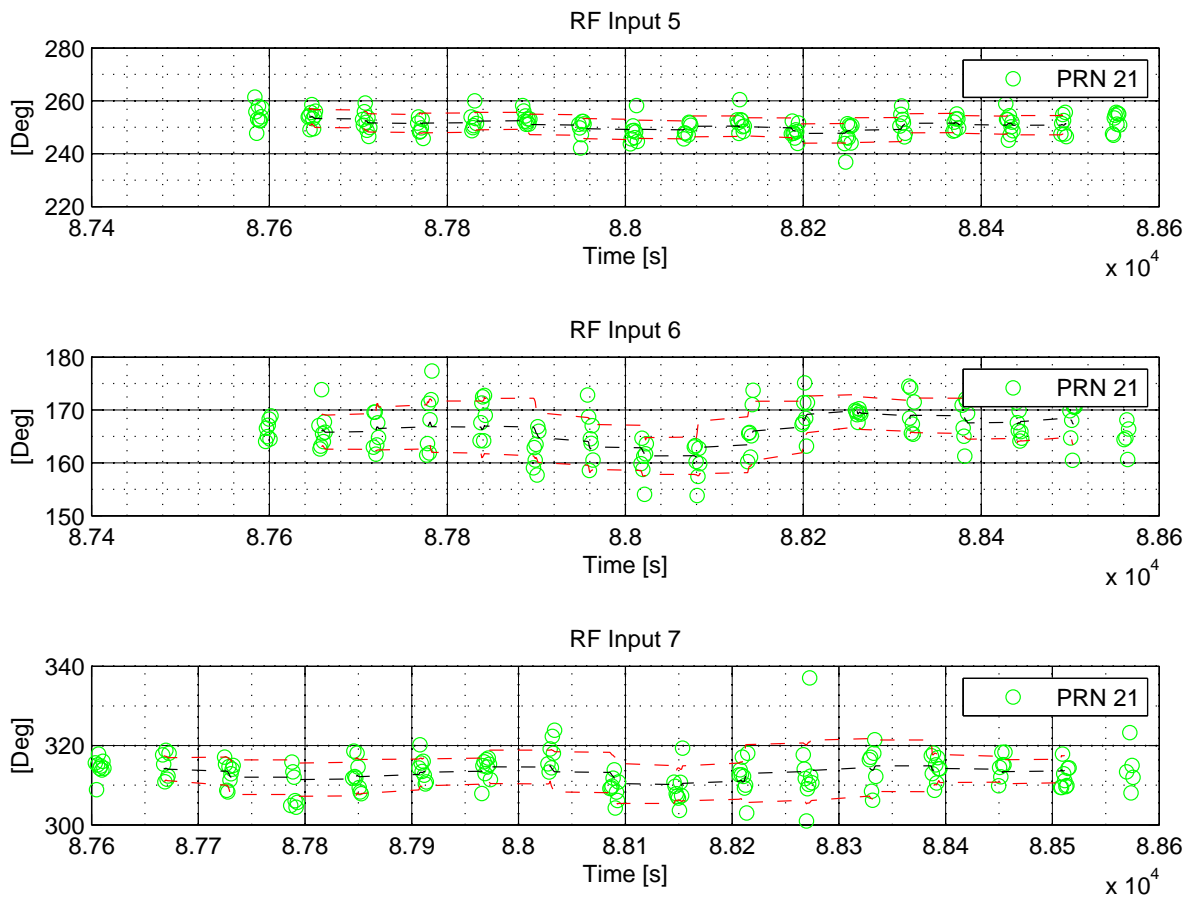 RF Input 5
280
260
240
220
[Deg]
PRN 21
8.74 8.76 8.78 8.8 8.82 8.84 8.86
Time [s]
x 10^4
RF Input 6
180
170
160
150
[Deg]
PRN 21
8.74 8.76 8.78 8.8 8.82 8.84 8.86
Time [s]
x 10^4
RF Input 7
340
320
300
[Deg]
PRN 21
8.76 8.77 8.78 8.79 8.8 8.81 8.82 8.83 8.84 8.85 8.86
Time [s]
x 10^4